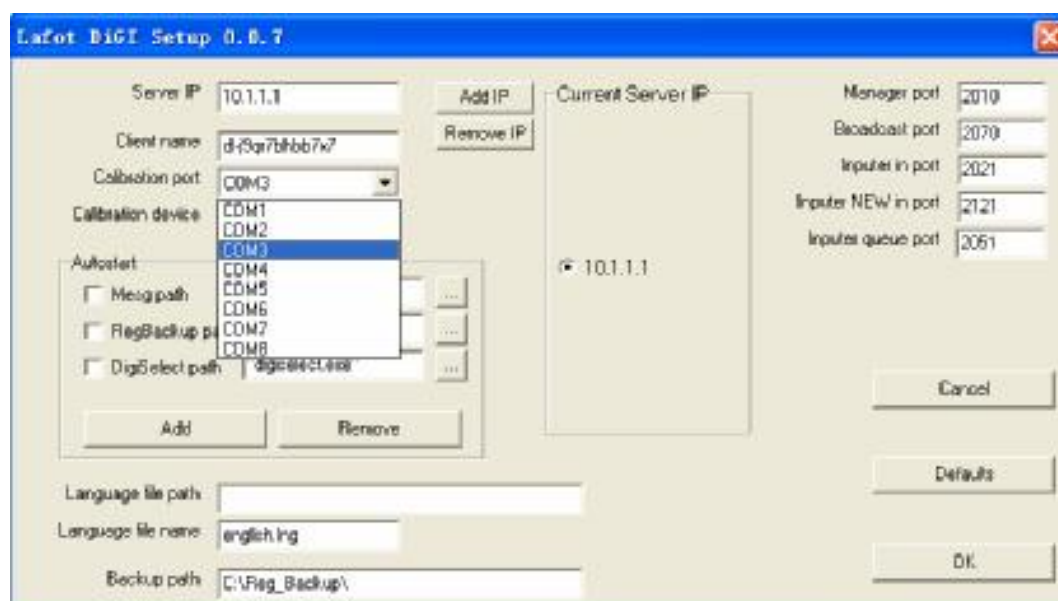 Lafot DiGI Setup 0.0.7
Server IP 10.1.1.1 Add IP
Current Server IP
Manager port 2010
Client name Remove IP
Broadcast port 2070
Calibration port COM3
Inputer in port 2021
Calibration device
COM1
COM2
COM3
COM4
COM5
COM6
COM7
COM8
Inputer NEW in port 2121
Inputer queue port 2051
Autostart
10.1.1.1
Mesg path ...
RegBackup pa ...
DigiSelect path digiselect.exe ...
Add Remove
Cancel
Defaults
OK
Language file path
Language file name english.lng
Backup path C:\Reg_Backup\